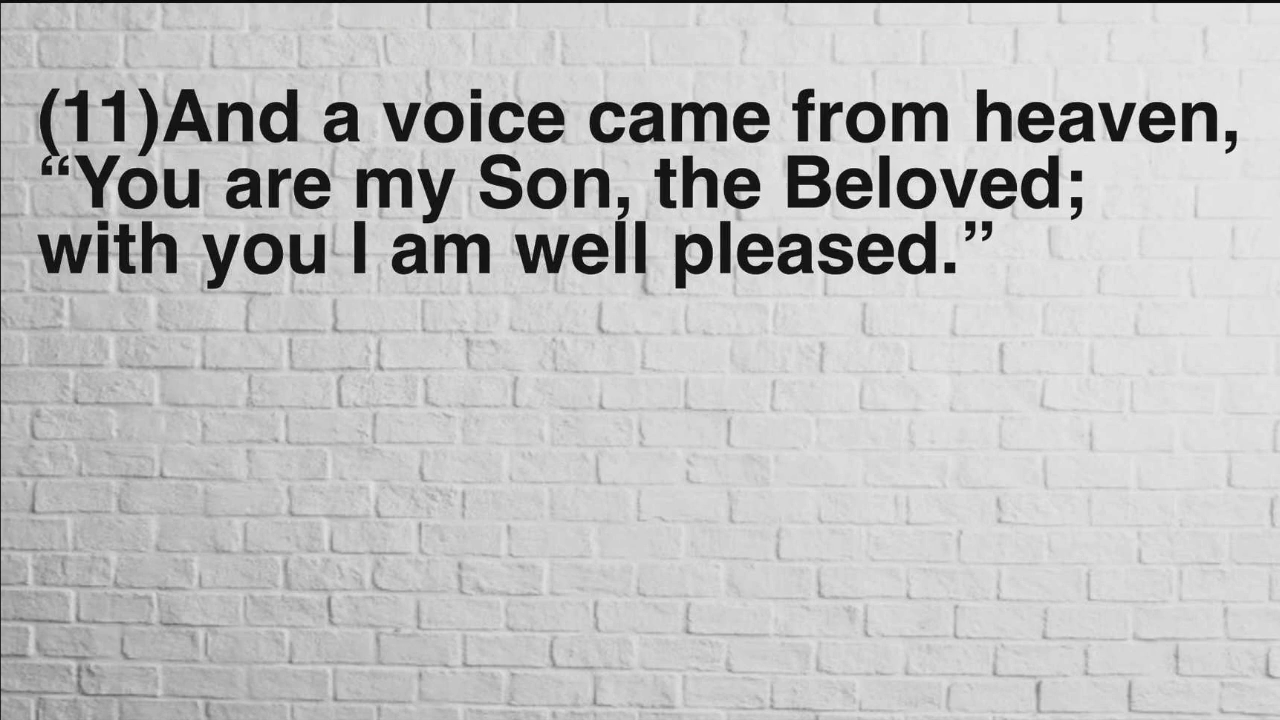 (11)And a voice came from heaven,
“You are my Son, the Beloved;
with you I am well pleased.”